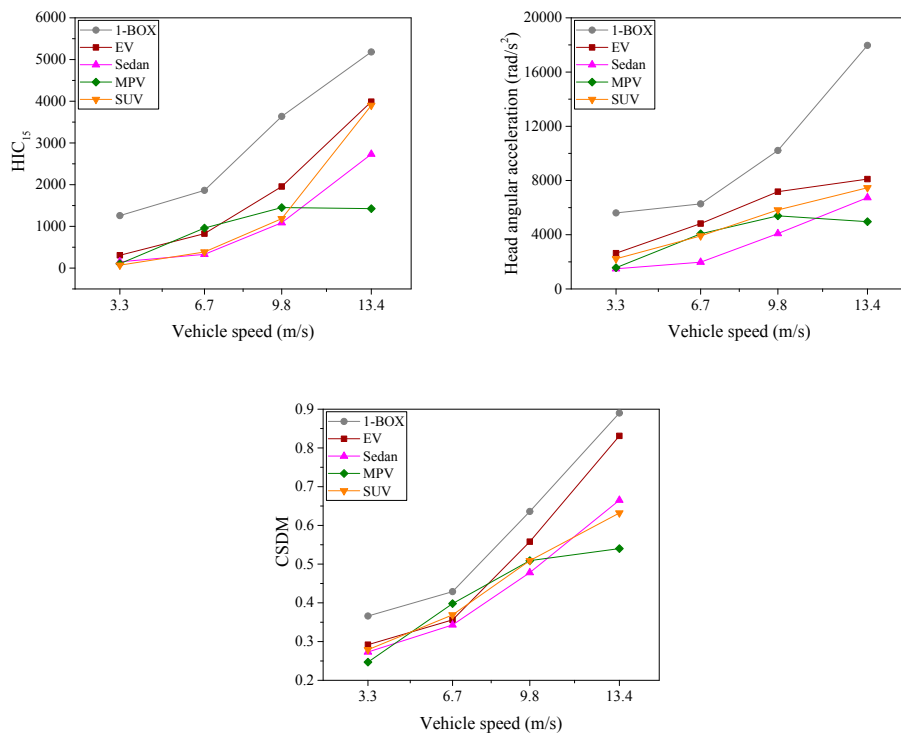 6000
5000
4000
3000
2000
1000
0
HIC₁₅
1-BOX
EV
Sedan
MPV
SUV
3.3 6.7 9.8 13.4
Vehicle speed (m/s)
20000
16000
12000
8000
4000
0
Head angular acceleration (rad/s²)
1-BOX
EV
Sedan
MPV
SUV
3.3 6.7 9.8 13.4
Vehicle speed (m/s)
0.9
0.8
0.7
0.6
0.5
0.4
0.3
0.2
CSDM
1-BOX
EV
Sedan
MPV
SUV
3.3 6.7 9.8 13.4
Vehicle speed (m/s)